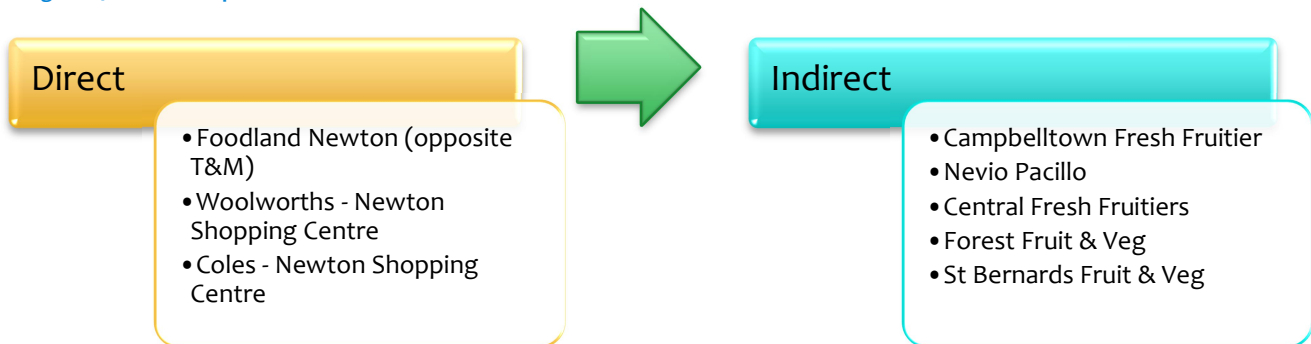 Direct
• Foodland Newton (opposite
T&M)
• Woolworths - Newton
Shopping Centre
• Coles - Newton Shopping
Centre
Indirect
• Campbelltown Fresh Fruitier
• Nevio Pacillo
• Central Fresh Fruitiers
• Forest Fruit & Veg
• St Bernards Fruit & Veg